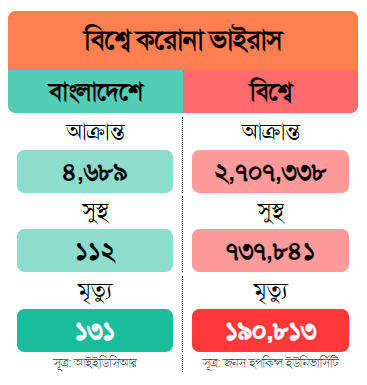 বিশ্বে করোনা ভাইরাস
বাংলাদেশে বিশ্বে
আক্রান্ত আক্রান্ত
৪,৬৮৯ ২,৭০৭,৩৩৮
সুস্থ সুস্থ
১১২ ৭৩৭,৮৪১
মৃত্যু মৃত্যু
১৩১ ১৯০,৮১৩
সূত্র: আইইডিসিআর সূত্র: জনস হপকিন্স ইউনিভার্সিটি